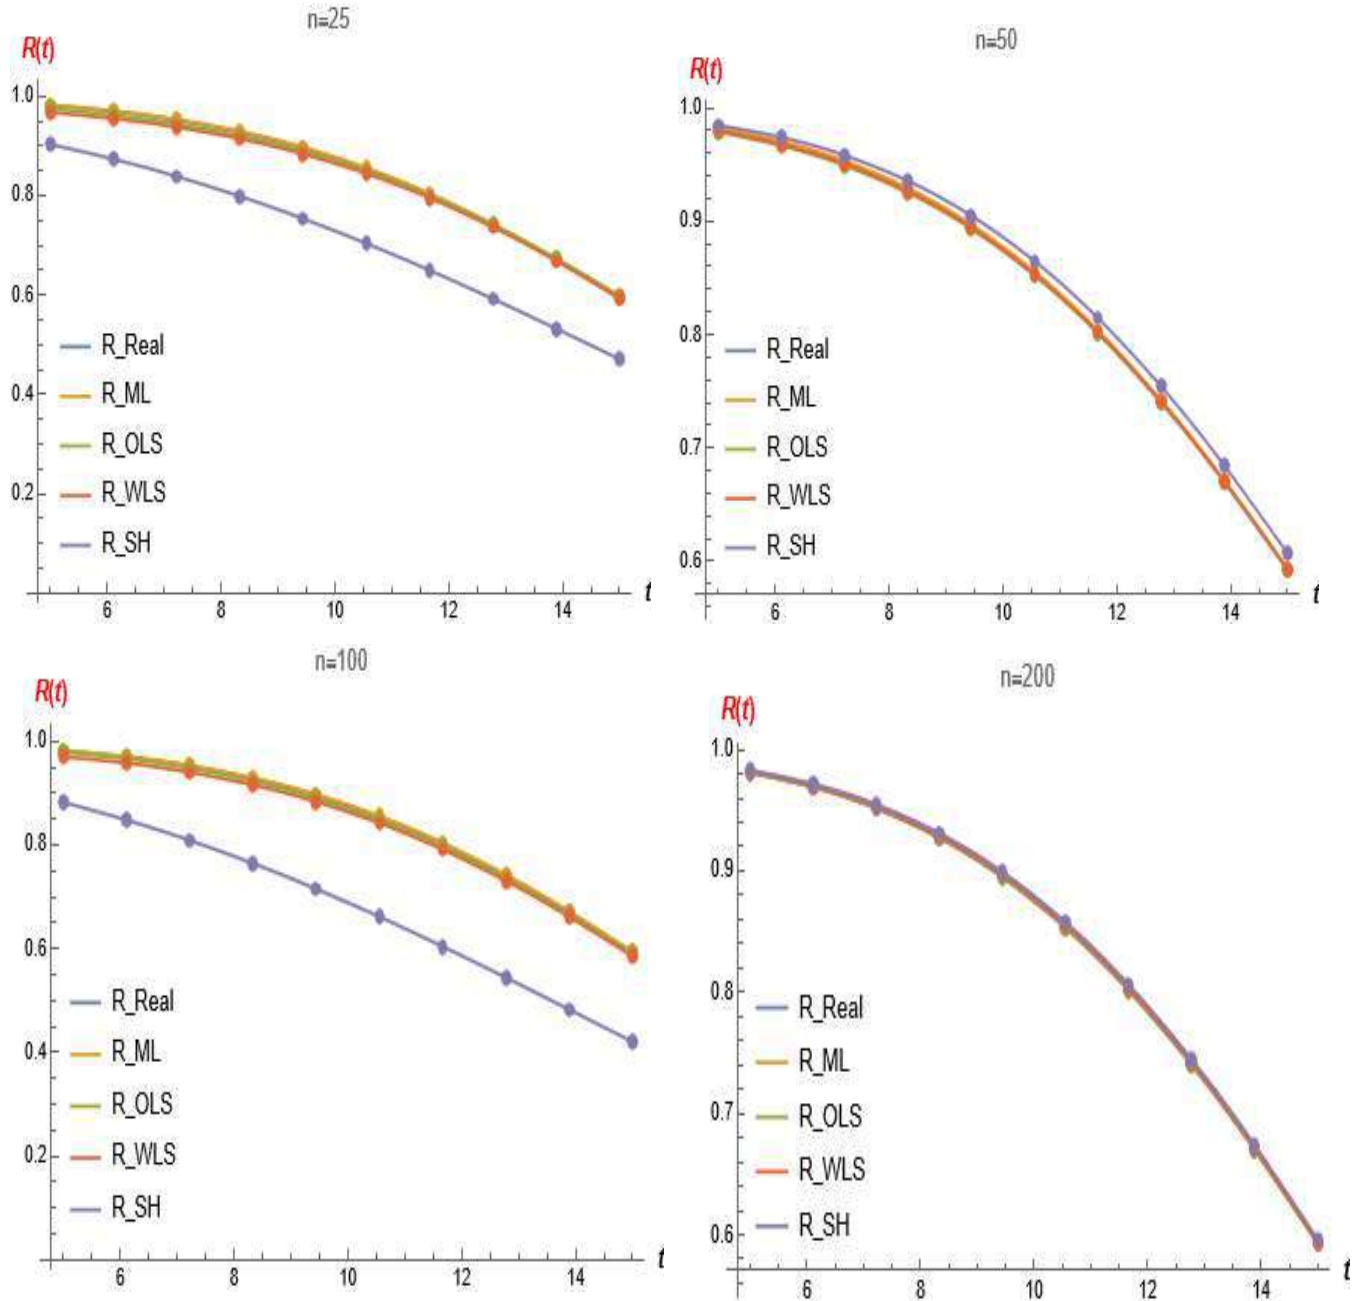 n=25
R(t)
1.0
0.8
0.6
0.4
0.2
R_Real
R_ML
R_OLS
R_WLS
R_SH
6 8 10 12 14 t
n=50
R(t)
1.0
0.9
0.8
0.7
0.6
R_Real
R_ML
R_OLS
R_WLS
R_SH
6 8 10 12 14 t
n=100
R(t)
1.0
0.8
0.6
0.4
0.2
R_Real
R_ML
R_OLS
R_WLS
R_SH
6 8 10 12 14 t
n=200
R(t)
1.0
0.9
0.8
0.7
0.6
R_Real
R_ML
R_OLS
R_WLS
R_SH
6 8 10 12 14 t